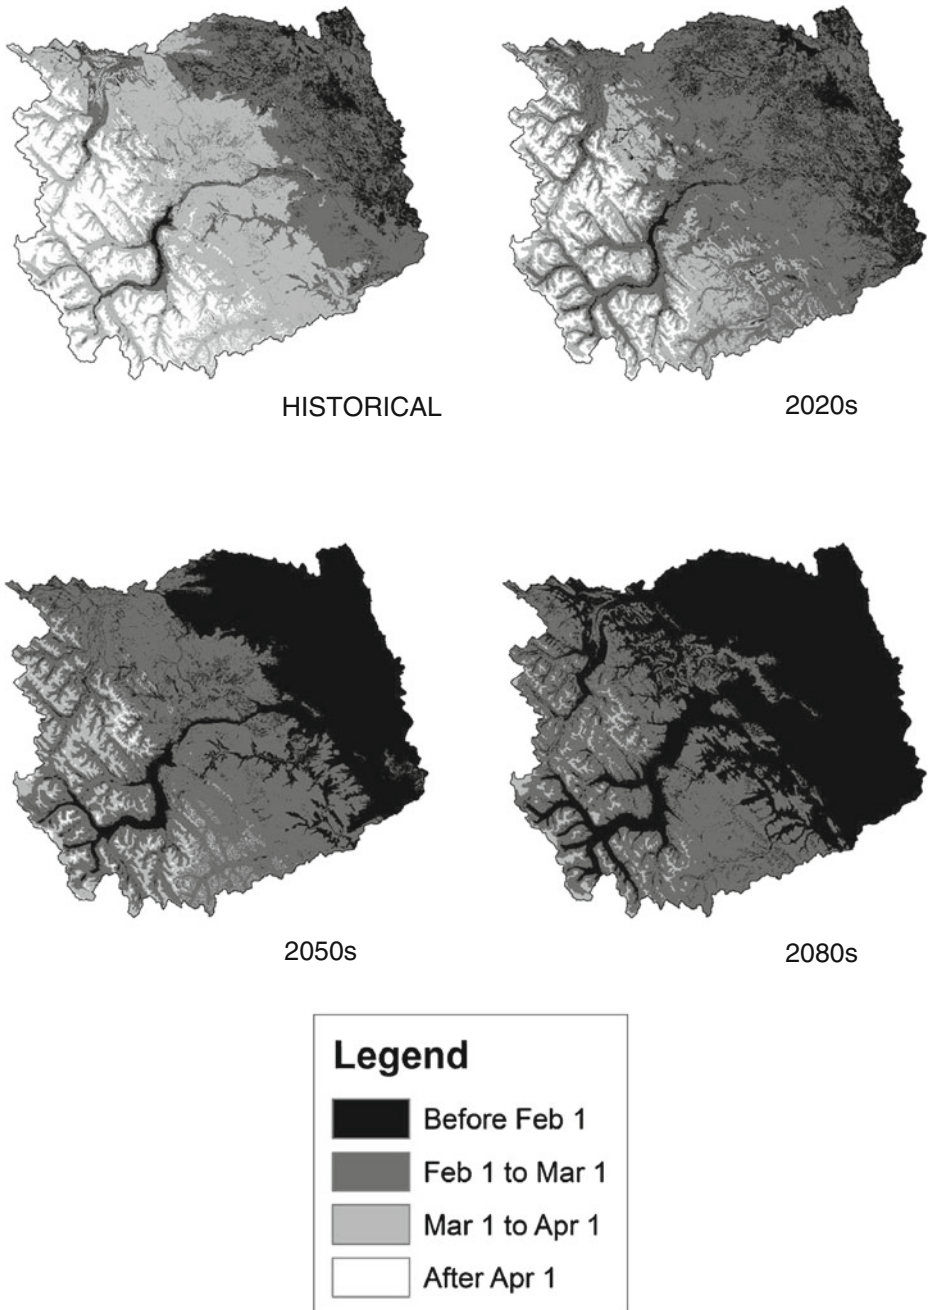 HISTORICAL
2020s
2050s
2080s
Legend
Before Feb 1
Feb 1 to Mar 1
Mar 1 to Apr 1
After Apr 1